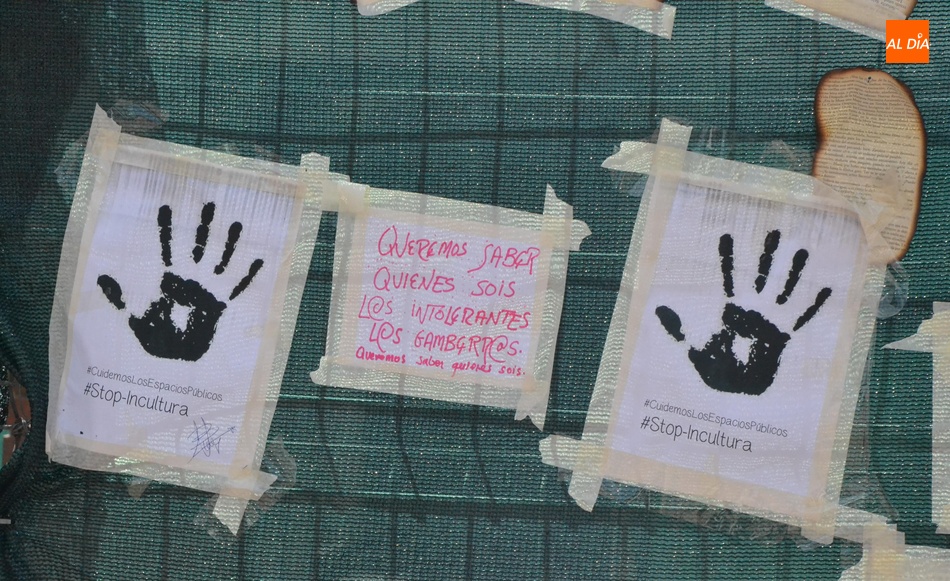 AL DÍA
#CuidemosLosEspaciosPúblicos
#Stop-Incultura
QUEREMOS SABER
QUIENES SOIS
L@S INTOLERANTES
L@S GAMBERR@S.
Queremos saber quienes sois.
#CuidemosLosEspaciosPúblicos
#Stop-Incultura